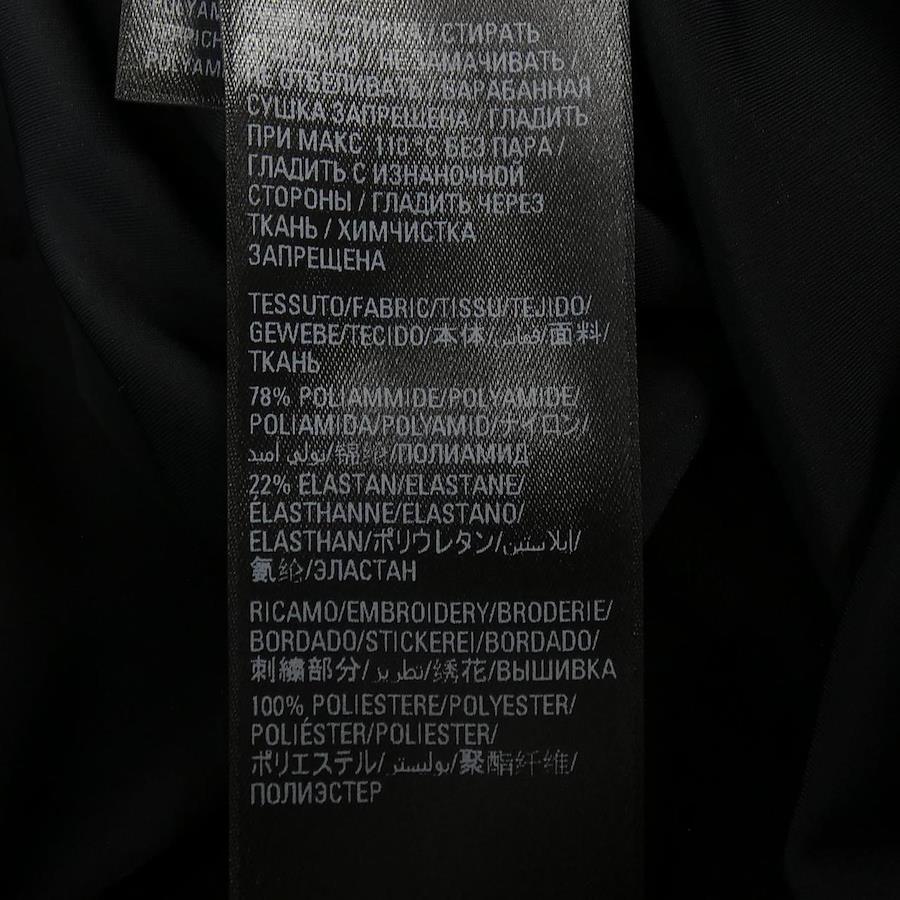 POLYAM
POLYAM
СТИРКА / СТИРАТЬ
НЕ ЗАМАЧИВАТЬ /
НЕ ОТБЕЛИВАТЬ / БАРАБАННАЯ
СУШКА ЗАПРЕЩЕНА / ГЛАДИТЬ
ПРИ МАКС 110°C БЕЗ ПАРА /
ГЛАДИТЬ С ИЗНАНОЧНОЙ
СТОРОНЫ / ГЛАДИТЬ ЧЕРЕЗ
ТКАНЬ / ХИМЧИСТКА
ЗАПРЕЩЕНА
TESSUTO/FABRIC/TISSU/TEJIDO/
GEWEBE/TECIDO/本体/قماش/面料/
ТКАНЬ
78% POLIAMMIDE/POLYAMIDE/
POLIAMIDA/POLYAMID/ナイロン/
بولي أميد/锦纶/ПОЛИАМИД
22% ELASTAN/ELASTANE/
ÉLASTHANNE/ELASTANO/
ELASTHAN/ポリウレタン/إيلاستين/
氨纶/ЭЛАСТАН
RICAMO/EMBROIDERY/BRODERIE/
BORDADO/STICKEREI/BORDADO/
刺繍部分/تطريز/绣花/ВЫШИВКА
100% POLIESTERE/POLYESTER/
POLIÉSTER/POLIESTER/
ポリエステル/بوليستر/聚酯纤维/
ПОЛИЭСТЕР